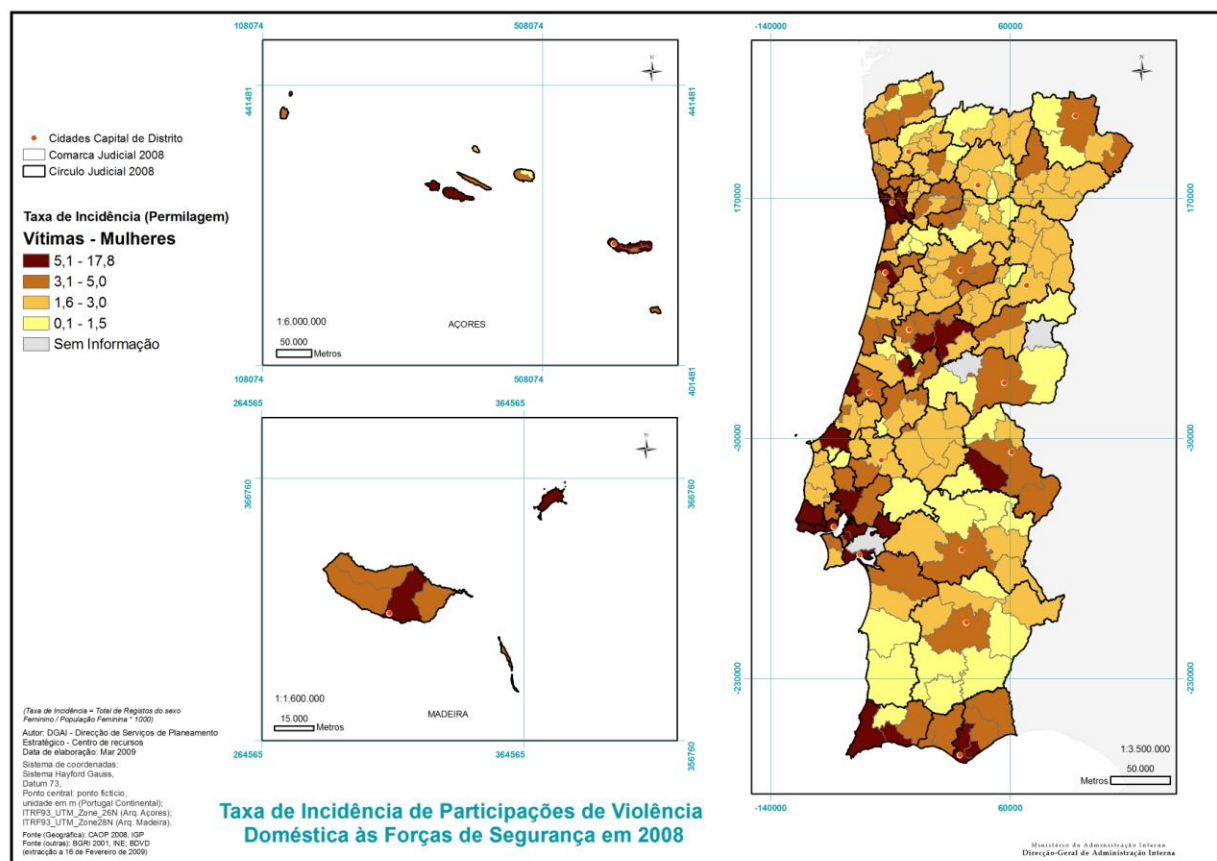 108074
508074
441481
441481
N
AÇORES
1:6.000.000
50.000 Metros
108074
508074
401481
264565
364565
366760
366760
N
MADEIRA
1:1.600.000
15.000 Metros
264565
364565
356760
Cidades Capital de Distrito
Comarca Judicial 2008
Círculo Judicial 2008
Taxa de Incidência (Permilagem)
Vítimas - Mulheres
5,1 - 17,8
3,1 - 5,0
1,6 - 3,0
0,1 - 1,5
Sem Informação
(Taxa de Incidência = Total de Registos do sexo
Feminino / População Feminina * 1000)
Autor: DGAI - Direcção de Serviços de Planeamento
Estratégico - Centro de recursos
Data de elaboração: Mar 2009
Sistema de coordenadas:
Sistema Hayford Gauss,
Datum 73,
Ponto central: ponto fictício,
unidade em m (Portugal Continental);
ITRF93_UTM_Zone_26N (Arq. Açores);
ITRF93_UTM_Zone28N (Arq. Madeira).
Fonte (Geográfica): CAOP 2008, IGP
Fonte (outras): BGRI 2001, INE; BDVD
(extracção a 16 de Fevereiro de 2009)
Taxa de Incidência de Participações de Violência
Doméstica às Forças de Segurança em 2008
-140000
60000
N
170000
170000
-30000
-30000
-230000
-230000
1:3.500.000
Metros 50.000
-140000
60000
Ministério da Administração Interna
Direcção-Geral de Administração Interna